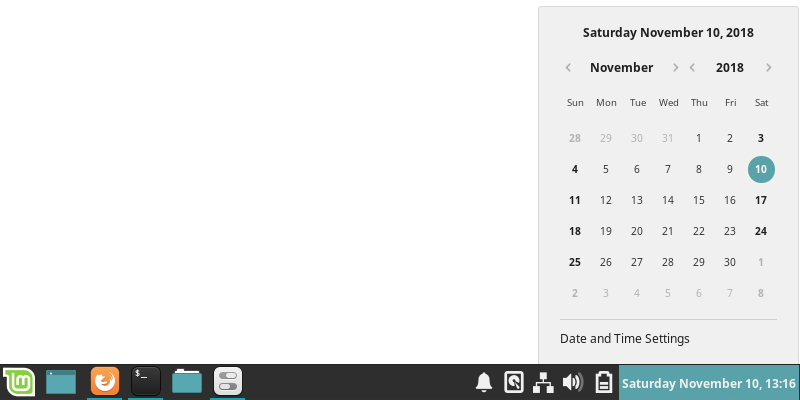 Saturday November 10, 2018
November 2018
Sun Mon Tue Wed Thu Fri Sat
28 29 30 31 1 2 3
4 5 6 7 8 9 10
11 12 13 14 15 16 17
18 19 20 21 22 23 24
25 26 27 28 29 30 1
2 3 4 5 6 7 8
Date and Time Settings
$_
Saturday November 10, 13:16